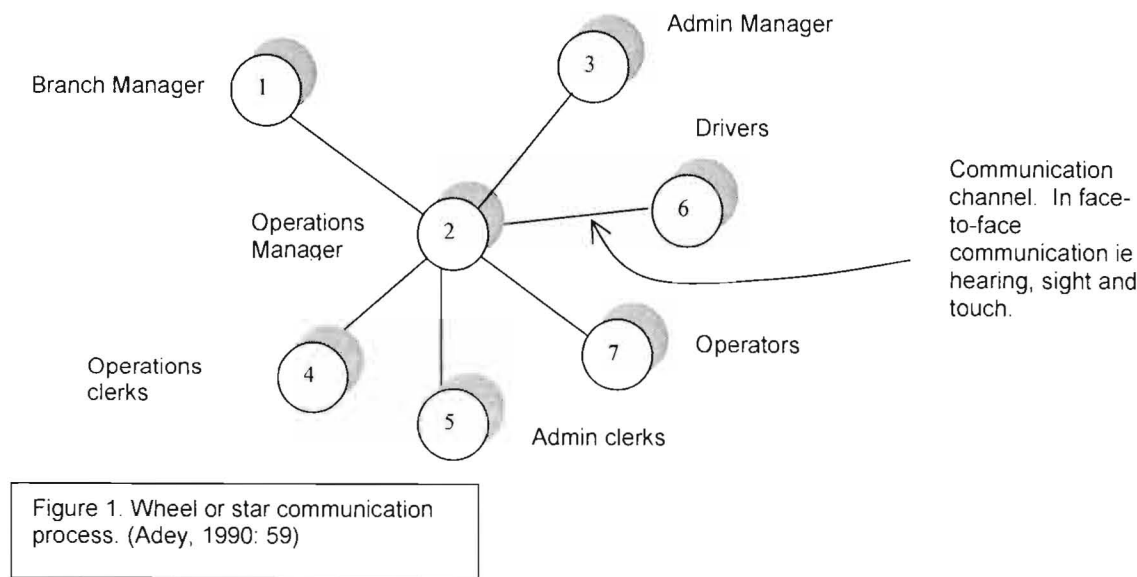 Admin Manager
3
Branch Manager
1
Drivers
6
Communication
channel. In face-
to-face
communication ie
hearing, sight and
touch.
Operations
Manager
2
Operations
clerks
4
5
Admin clerks
7
Operators
Figure 1. Wheel or star communication
process. (Adey, 1990: 59)